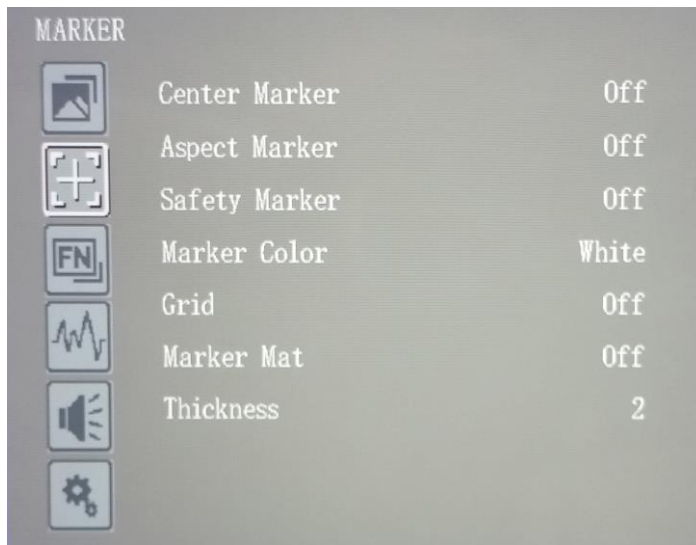 MARKER
Center Marker Off
Aspect Marker Off
Safety Marker Off
FN
Marker Color White
Grid Off
Marker Mat Off
Thickness 2